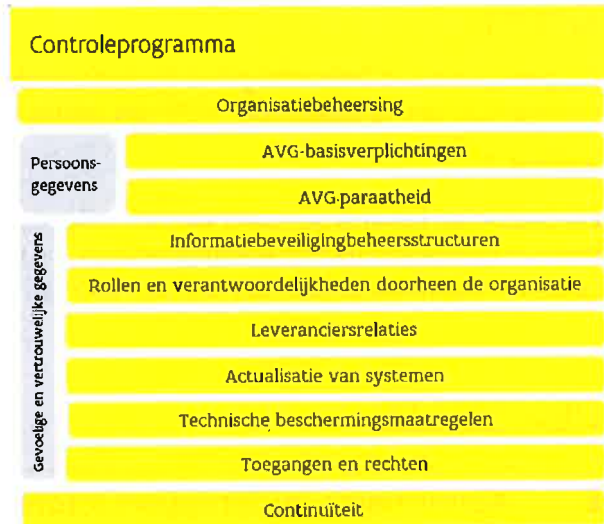 Controleprogramma
Organisatiebeheersing
Persoons-
gegevens
AVG-basisverplichtingen
AVG-paraatheid
Gevoelige en vertrouwelijke gegevens
Informatiebeveiligingbeheersstructuren
Rollen en verantwoordelijkheden doorheen de organisatie
Leveranciersrelaties
Actualisatie van systemen
Technische beschermingsmaatregelen
Toegangen en rechten
Continuïteit